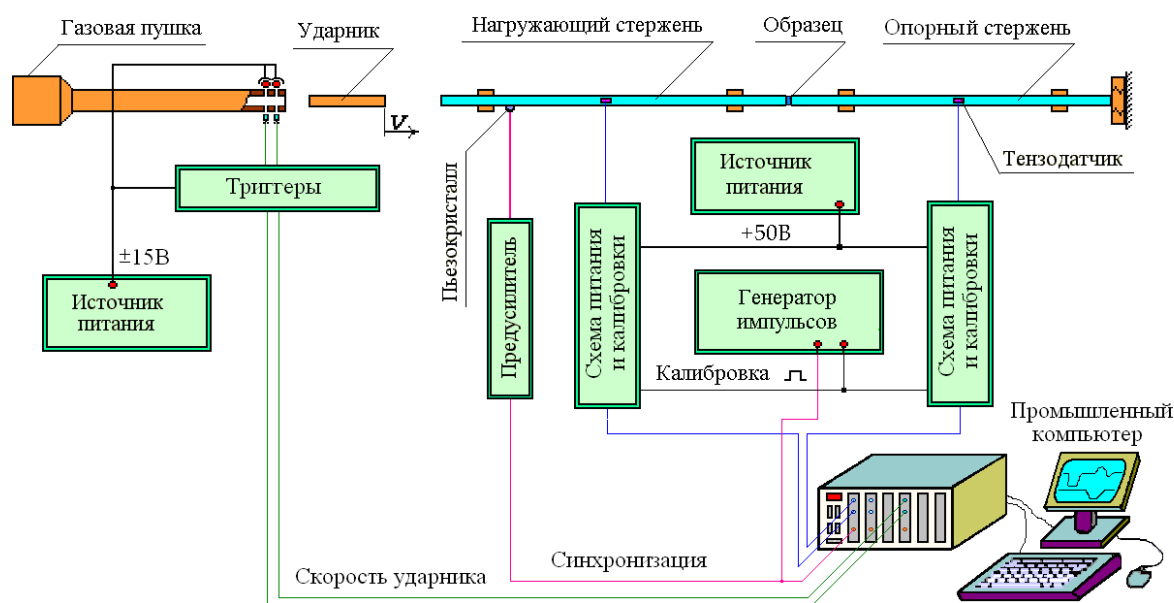 Газовая пушка
Ударник
Нагружающий стержень
Образец
Опорный стержень
V
Тензодатчик
Пьезокристалл
Триггеры
Источник
питания
±15В
Источник
питания
+50В
Предусилитель
Схема питания
и калибровки
Генератор
импульсов
Схема питания
и калибровки
Калибровка
Промышленный
компьютер
Синхронизация
Скорость ударника